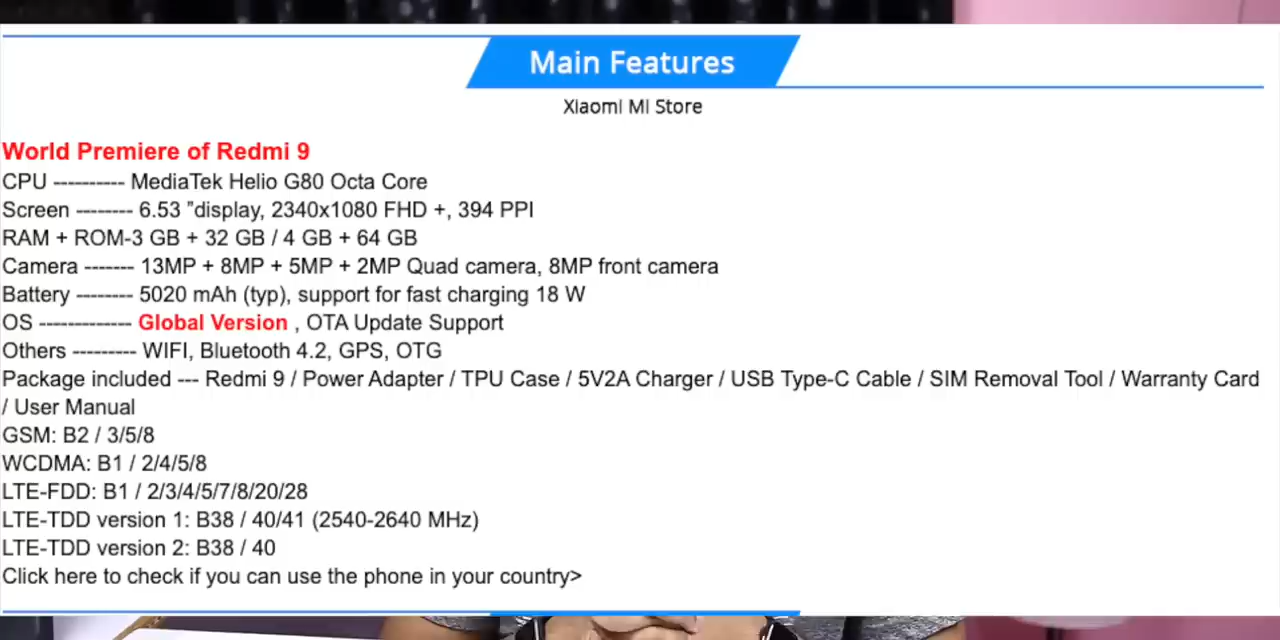 Main Features
Xiaomi Mi Store
World Premiere of Redmi 9
CPU ---------- MediaTek Helio G80 Octa Core
Screen -------- 6.53 "display, 2340x1080 FHD +, 394 PPI
RAM + ROM-3 GB + 32 GB / 4 GB + 64 GB
Camera ------- 13MP + 8MP + 5MP + 2MP Quad camera, 8MP front camera
Battery -------- 5020 mAh (typ), support for fast charging 18 W
OS ------------- Global Version , OTA Update Support
Others --------- WIFI, Bluetooth 4.2, GPS, OTG
Package included --- Redmi 9 / Power Adapter / TPU Case / 5V2A Charger / USB Type-C Cable / SIM Removal Tool / Warranty Card
/ User Manual
GSM: B2 / 3/5/8
WCDMA: B1 / 2/4/5/8
LTE-FDD: B1 / 2/3/4/5/7/8/20/28
LTE-TDD version 1: B38 / 40/41 (2540-2640 MHz)
LTE-TDD version 2: B38 / 40
Click here to check if you can use the phone in your country>